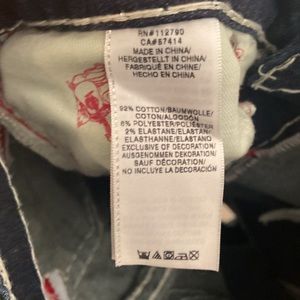 RN#112790
CA#57414
MADE IN CHINA/
HERGESTELLT IN CHINA/
FABRIQUÉ EN CHINE/
HECHO EN CHINA
92% COTTON/BAUMWOLLE/
COTON/ALGODÓN
6% POLYESTER/POLIÉSTER
2% ELASTANE/ELASTAN/
ELASTHANNE/ELASTANO
EXCLUSIVE OF DECORATION/
AUSGENOMMEN DEKORATION/
SAUF DÉCORATION/
NO INCLUYE LA DECORACIÓN